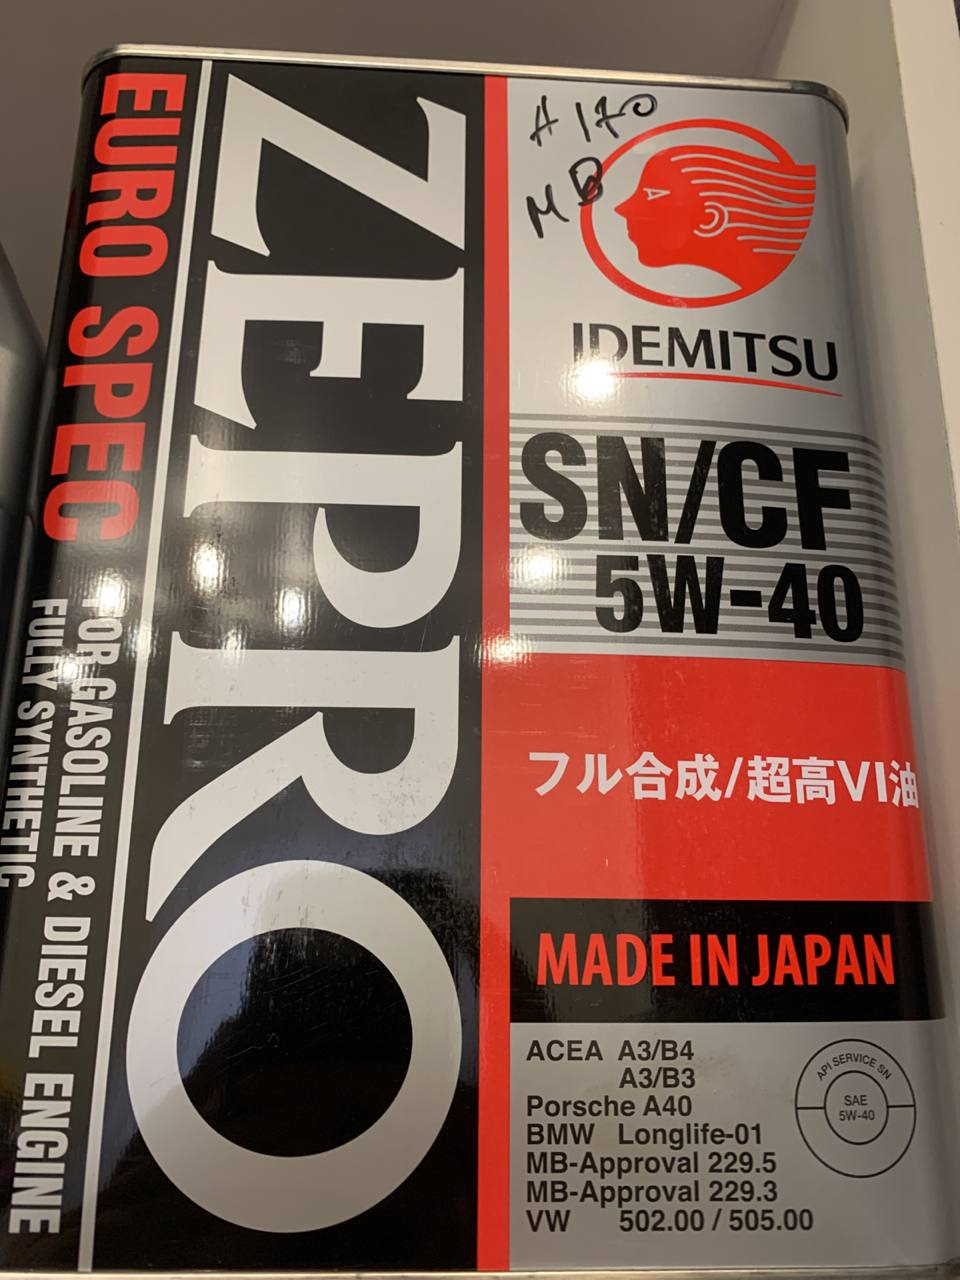 EURO SPEC
FOR GASOLINE & DIESEL ENGINE
FULLY SYNTHETIC
ZEPRO
A 170
MB
IDEMITSU
SN/CF
5W-40
フル合成/超高VI油
MADE IN JAPAN
ACEA A3/B4
A3/B3
Porsche A40
BMW Longlife-01
MB-Approval 229.5
MB-Approval 229.3
VW 502.00 / 505.00
API SERVICE SN
SAE
5W-40